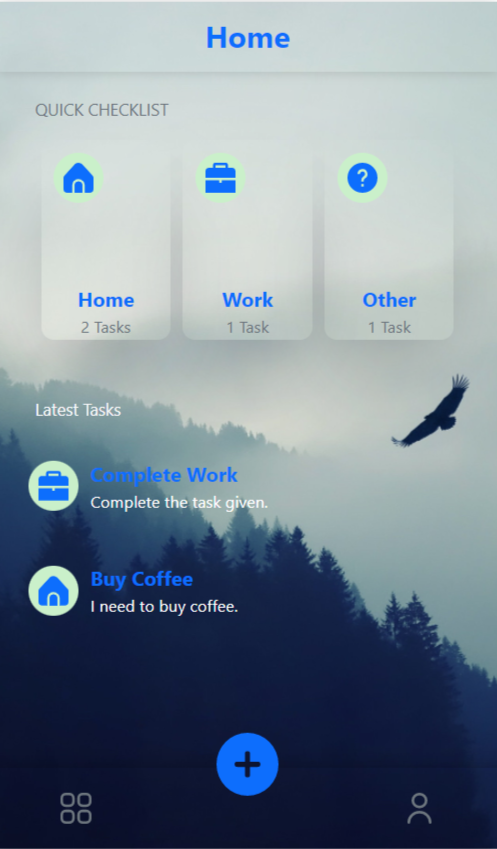 Home
QUICK CHECKLIST
Home
2 Tasks
Work
1 Task
Other
1 Task
Latest Tasks
Complete Work
Complete the task given.
Buy Coffee
I need to buy coffee.